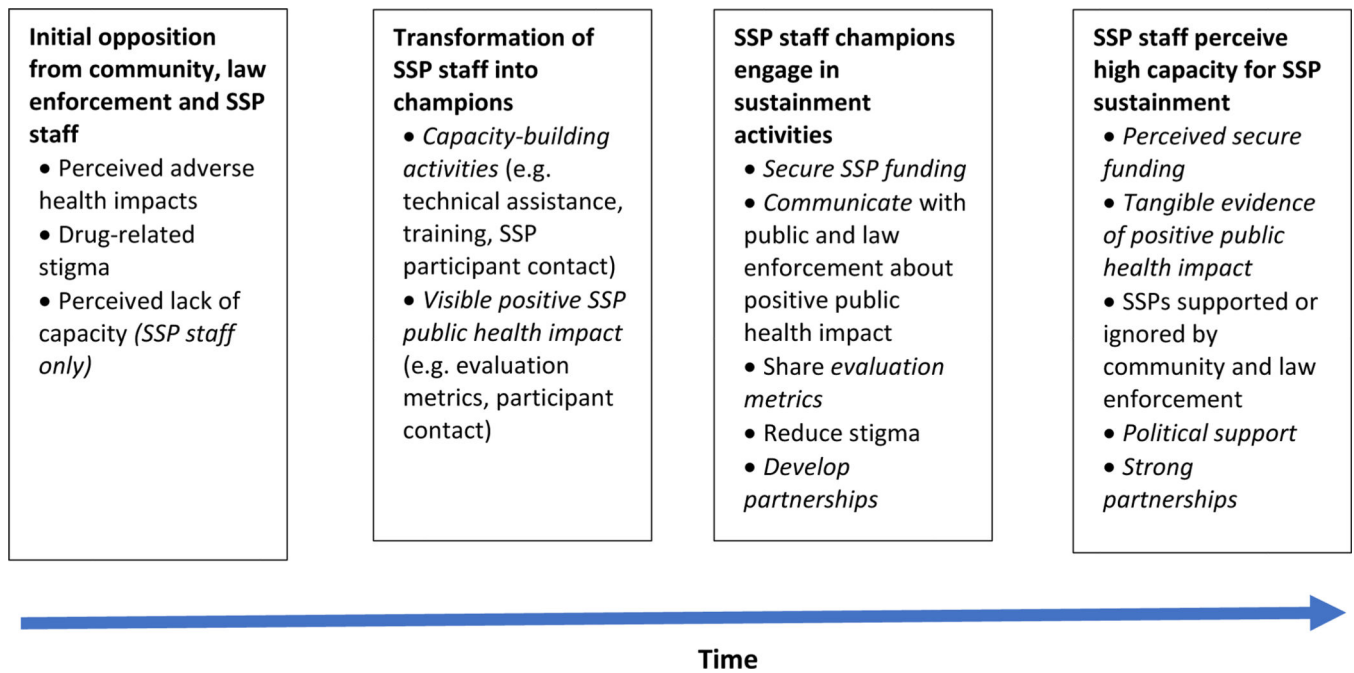 Initial opposition
from community, law
enforcement and SSP
staff
• Perceived adverse
health impacts
• Drug-related
stigma
• Perceived lack of
capacity (SSP staff
only)
Transformation of
SSP staff into
champions
• Capacity-building
activities (e.g.
technical assistance,
training, SSP
participant contact)
• Visible positive SSP
public health impact
(e.g. evaluation
metrics, participant
contact)
SSP staff champions
engage in
sustainment
activities
• Secure SSP funding
• Communicate with
public and law
enforcement about
positive public
health impact
• Share evaluation
metrics
• Reduce stigma
• Develop
partnerships
SSP staff perceive
high capacity for SSP
sustainment
• Perceived secure
funding
• Tangible evidence
of positive public
health impact
• SSPs supported or
ignored by
community and law
enforcement
• Political support
• Strong
partnerships
Time